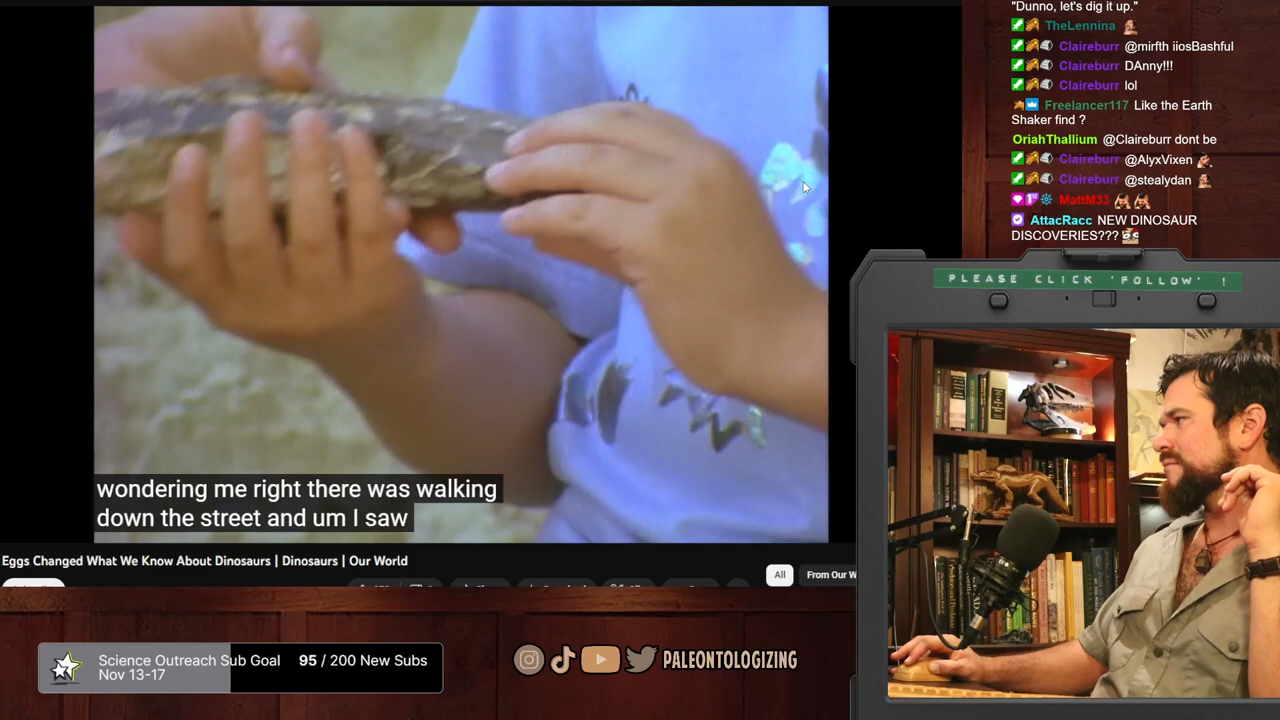 "Dunno, let's dig it up."
TheLennina
Claireburr @mirfth iiosBashful
Claireburr DAnny!!!
Claireburr lol
Freelancer117 Like the Earth
Shaker find ?
OriahThallium @Claireburr dont be
Claireburr @AlyxVixen
Claireburr @stealydan
MattM33
AttacRacc NEW DINOSAUR
DISCOVERIES???
PLEASE CLICK 'FOLLOW' !
wondering me right there was walking
down the street and um I saw
Eggs Changed What We Know About Dinosaurs | Dinosaurs | Our World
All
From Our W
Science Outreach Sub Goal 95 / 200 New Subs
Nov 13-17
PALEONTOLOGIZING